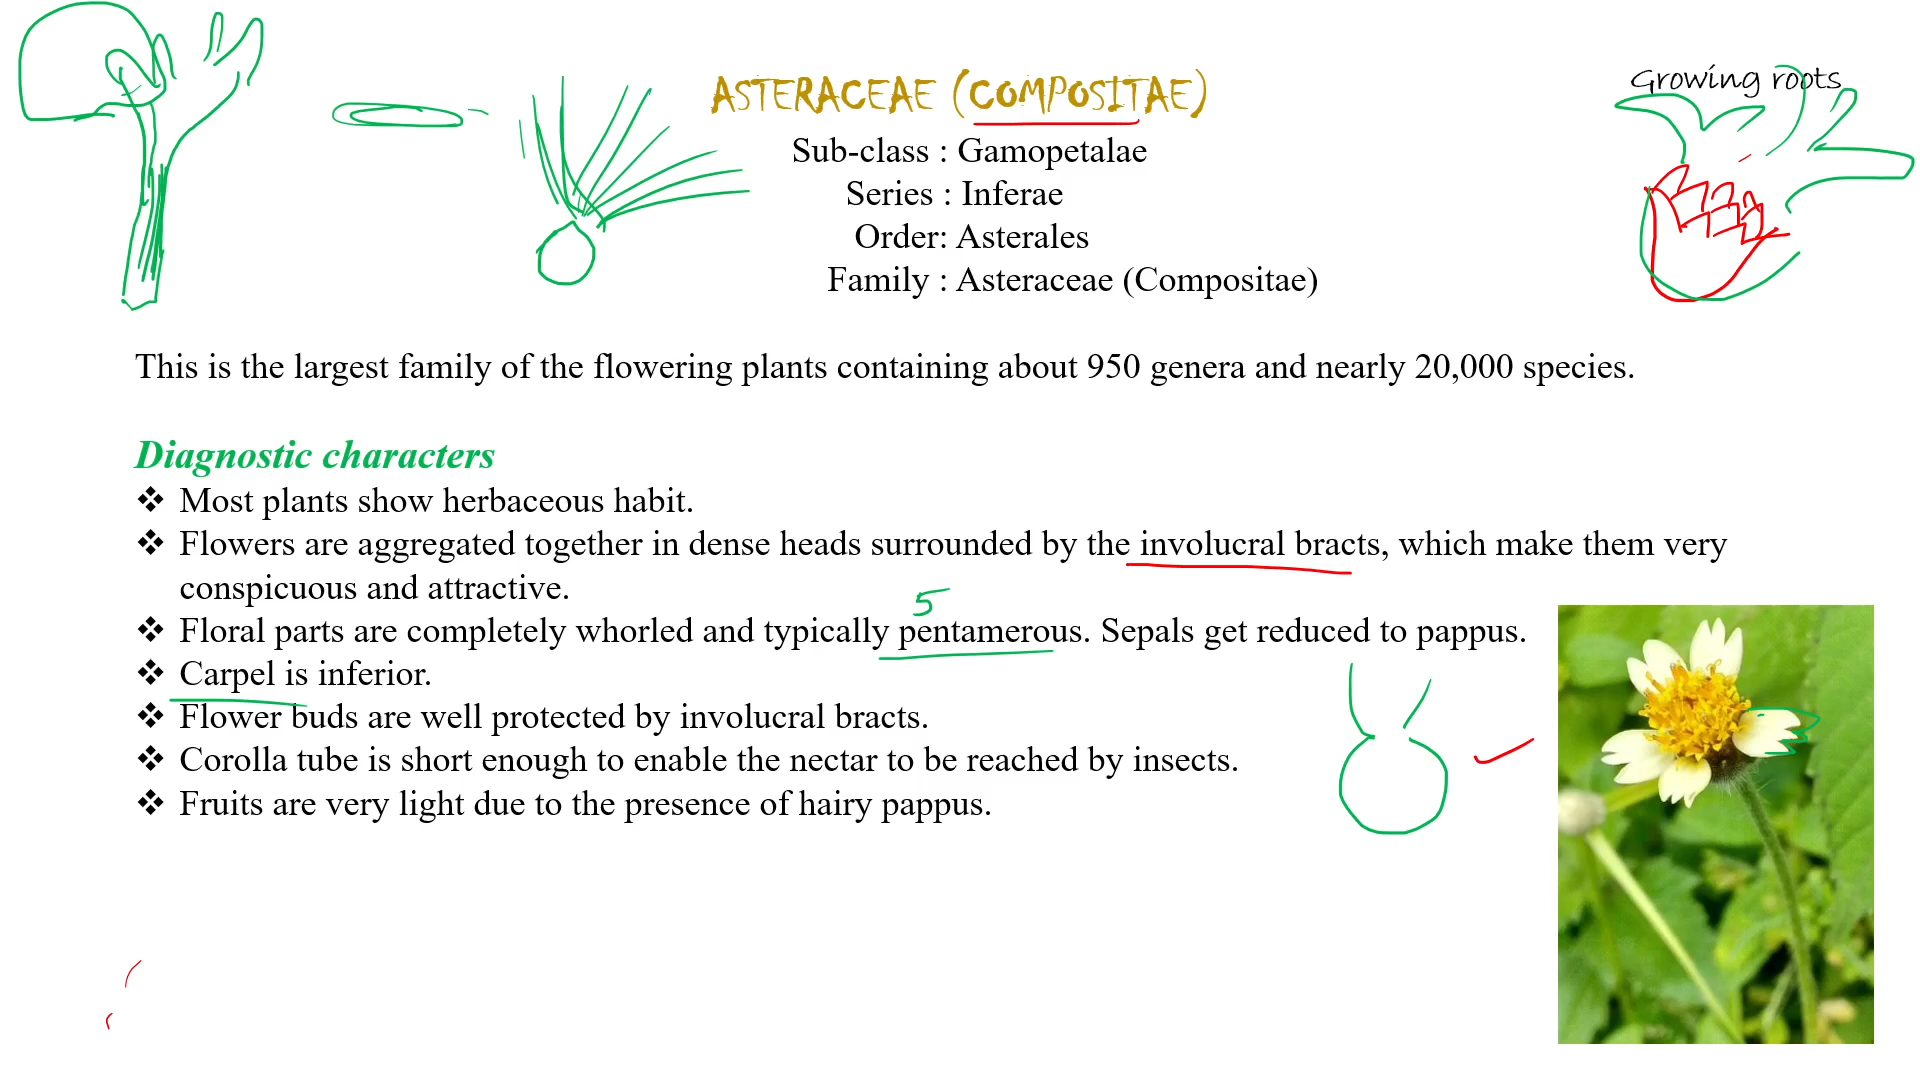 Growing roots
ASTERACEAE (COMPOSITAE)
Sub-class : Gamopetalae
Series : Inferae
Order: Asterales
Family : Asteraceae (Compositae)
This is the largest family of the flowering plants containing about 950 genera and nearly 20,000 species.
Diagnostic characters
❖ Most plants show herbaceous habit.
❖ Flowers are aggregated together in dense heads surrounded by the involucral bracts, which make them very
conspicuous and attractive.
5
❖ Floral parts are completely whorled and typically pentamerous. Sepals get reduced to pappus.
❖ Carpel is inferior.
❖ Flower buds are well protected by involucral bracts.
❖ Corolla tube is short enough to enable the nectar to be reached by insects.
❖ Fruits are very light due to the presence of hairy pappus.